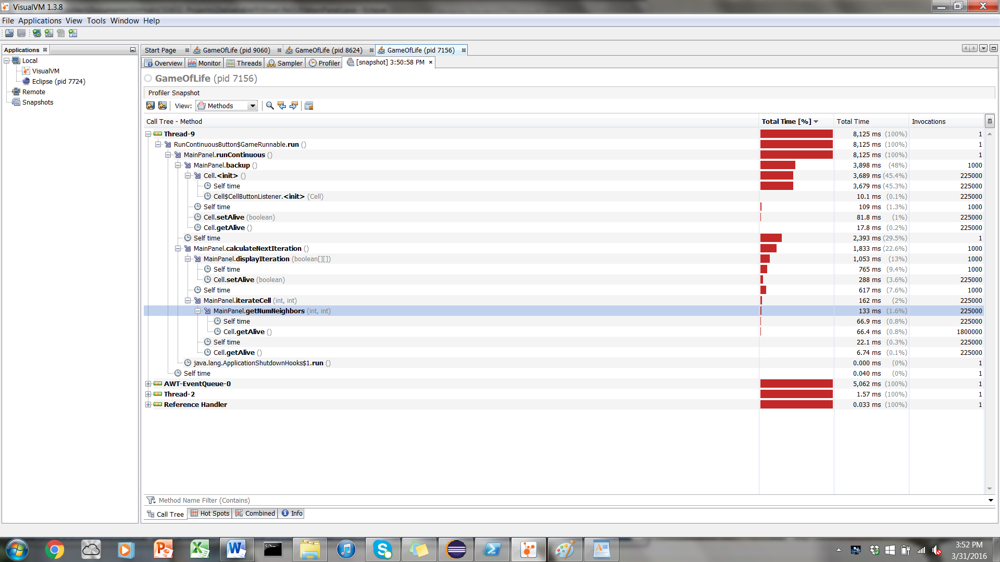 VisualVM 1.3.8
File Applications View Tools Window Help
Applications
Local
VisualVM
Eclipse (pid 7724)
Remote
Snapshots
Start Page GameOfLife (pid 9060) GameOfLife (pid 8624) GameOfLife (pid 7156)
Overview Monitor Threads Sampler Profiler [snapshot] 3:50:58 PM
GameOfLife (pid 7156)
Profiler Snapshot
View: Methods
Call Tree - Method Total Time [%] Total Time Invocations
Thread-9 8,125 ms (100%) 1
RunContinuousButton$GameRunnable.run () 8,125 ms (100%) 1
MainPanel.runContinuous () 8,125 ms (100%) 1
MainPanel.backup () 3,898 ms (48%) 1000
Cell.<init> () 3,689 ms (45.4%) 225000
Self time 3,679 ms (45.3%) 225000
Cell$CellButtonListener.<init> (Cell) 10.1 ms (0.1%) 225000
Self time 109 ms (1.3%) 1000
Cell.setAlive (boolean) 81.8 ms (1%) 225000
Cell.getAlive () 17.8 ms (0.2%) 225000
Self time 2,393 ms (29.5%) 1
MainPanel.calculateNextIteration () 1,833 ms (22.6%) 1000
MainPanel.displayIteration (boolean[][]) 1,053 ms (13%) 1000
Self time 765 ms (9.4%) 1000
Cell.setAlive (boolean) 288 ms (3.6%) 225000
Self time 617 ms (7.6%) 1000
MainPanel.iterateCell (int, int) 162 ms (2%) 225000
MainPanel.getNumNeighbors (int, int) 133 ms (1.6%) 225000
Self time 66.9 ms (0.8%) 225000
Cell.getAlive () 66.4 ms (0.8%) 1800000
Self time 22.1 ms (0.3%) 225000
Cell.getAlive () 6.74 ms (0.1%) 225000
java.lang.ApplicationShutdownHooks$1.run () 0.000 ms (0%) 1
Self time 0.040 ms (0%) 1
AWT-EventQueue-0 5,062 ms (100%) 1
Thread-2 1.57 ms (100%) 1
Reference Handler 0.033 ms (100%) 1
Method Name Filter (Contains)
Call Tree Hot Spots Combined Info
3:52 PM
3/31/2016